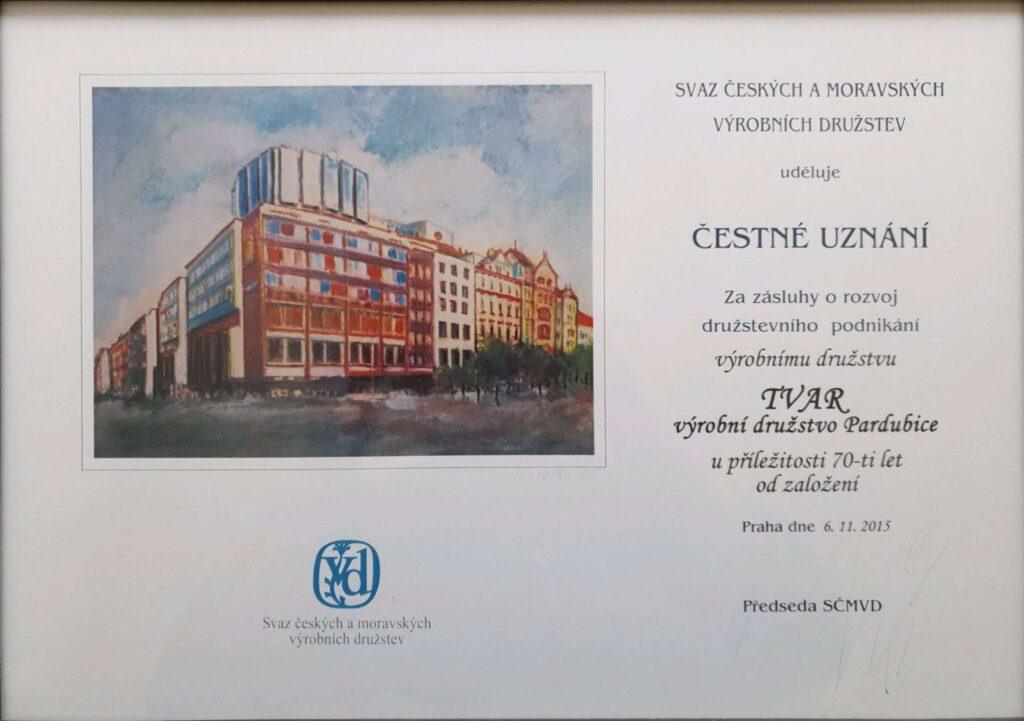 SVAZ ČESKÝCH A MORAVSKÝCH
VÝROBNÍCH DRUŽSTEV
uděluje
ČESTNÉ UZNÁNÍ
Za zásluhy o rozvoj
družstevního podnikání
výrobnímu družstvu
TVAR
výrobní družstvo Pardubice
u příležitosti 70-ti let
od založení
Praha dne 6. 11. 2015
Předseda SČMVD
Vd
Svaz českých a moravských
výrobních družstev